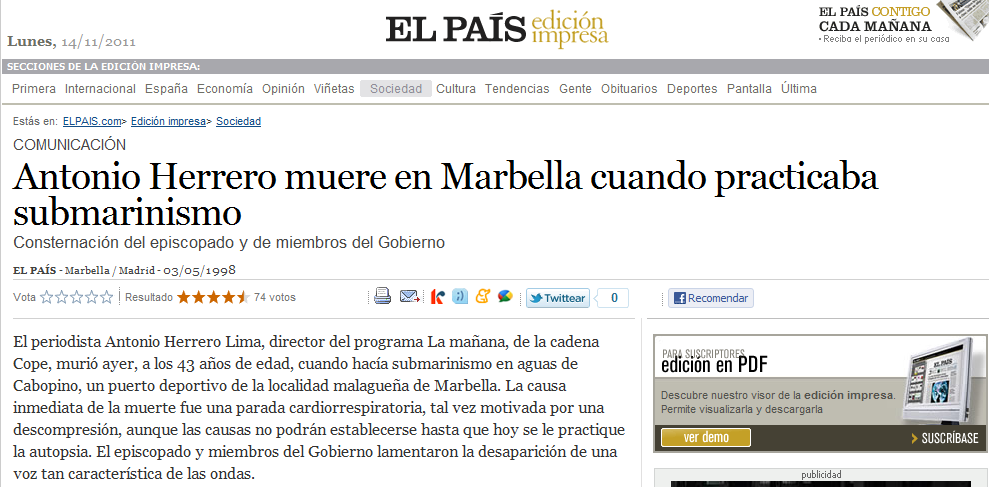 Lunes, 14/11/2011
EL PAÍS edición impresa
EL PAÍS CONTIGO
CADA MAÑANA
• Reciba el periódico en su casa
SECCIONES DE LA EDICIÓN IMPRESA:
Primera Internacional España Economía Opinión Viñetas Sociedad Cultura Tendencias Gente Obituarios Deportes Pantalla Última
Estás en: ELPAIS.com> Edición impresa> Sociedad
COMUNICACIÓN
Antonio Herrero muere en Marbella cuando practicaba
submarinismo
Consternación del episcopado y de miembros del Gobierno
EL PAÍS - Marbella / Madrid - 03/05/1998
Vota Resultado 74 votos Twittear 0 Recomendar
El periodista Antonio Herrero Lima, director del programa La mañana, de la cadena
Cope, murió ayer, a los 43 años de edad, cuando hacía submarinismo en aguas de
Cabopino, un puerto deportivo de la localidad malagueña de Marbella. La causa
inmediata de la muerte fue una parada cardiorrespiratoria, tal vez motivada por una
descompresión, aunque las causas no podrán establecerse hasta que hoy se le practique
la autopsia. El episcopado y miembros del Gobierno lamentaron la desaparición de una
voz tan característica de las ondas.
PARA SUSCRIPTORES
edición en PDF
Descubre nuestro visor de la edición impresa.
Permite visualizarla y descargarla
ver demo
> SUSCRÍBASE
publicidad